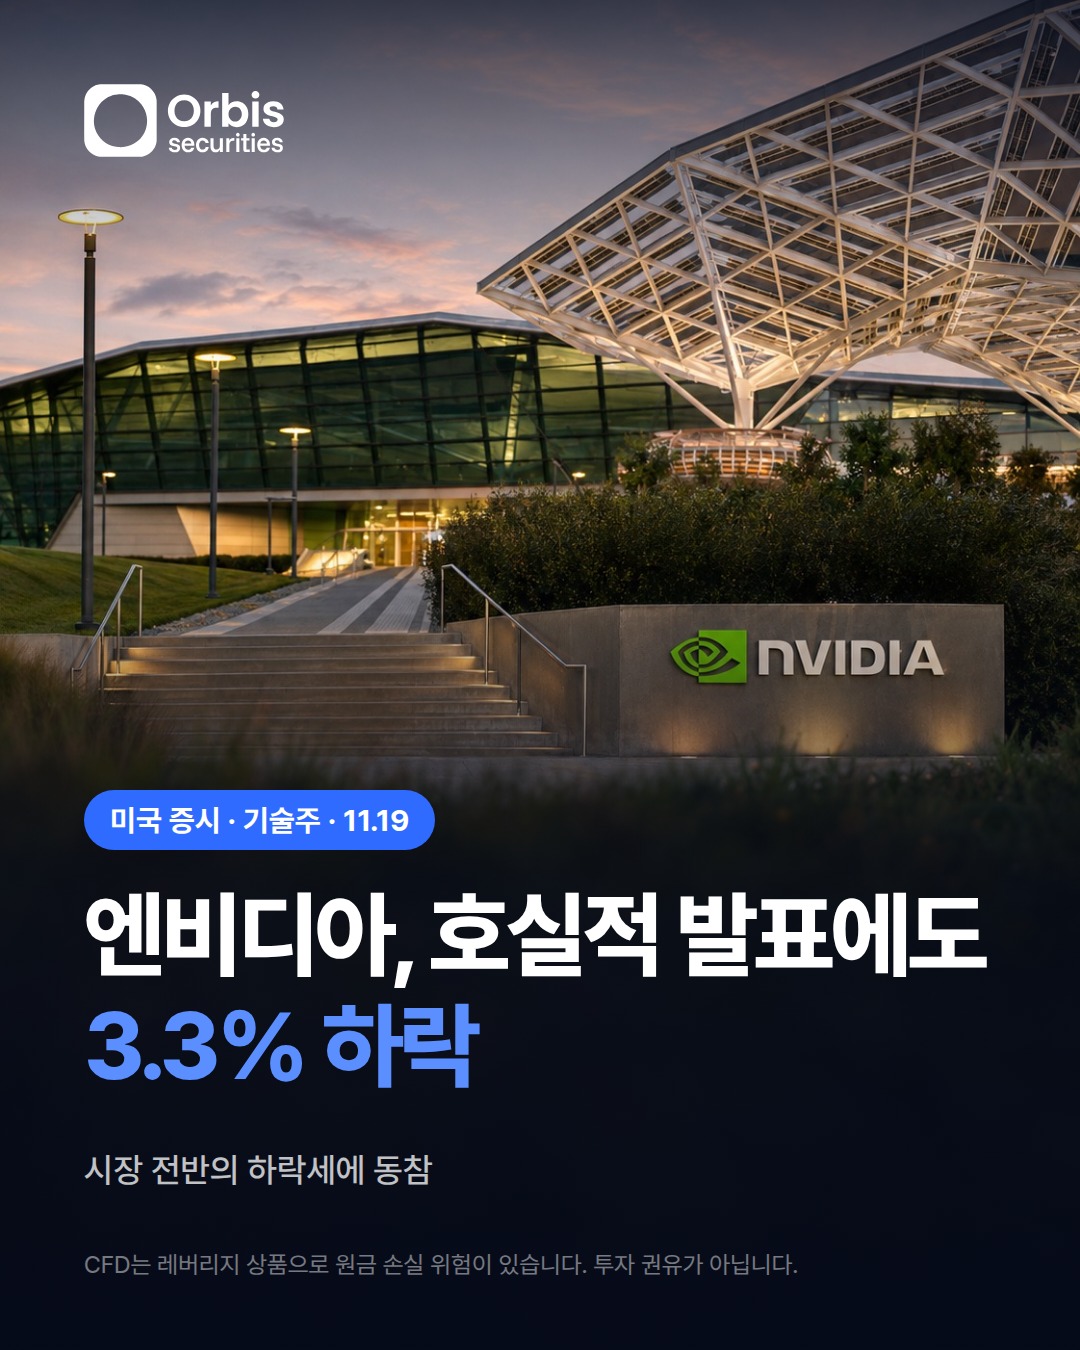 Orbis
securities
NVIDIA
미국 증시 · 기술주 · 11.19
엔비디아, 호실적 발표에도
3.3% 하락
시장 전반의 하락세에 동참
CFD는 레버리지 상품으로 원금 손실 위험이 있습니다. 투자 권유가 아닙니다.